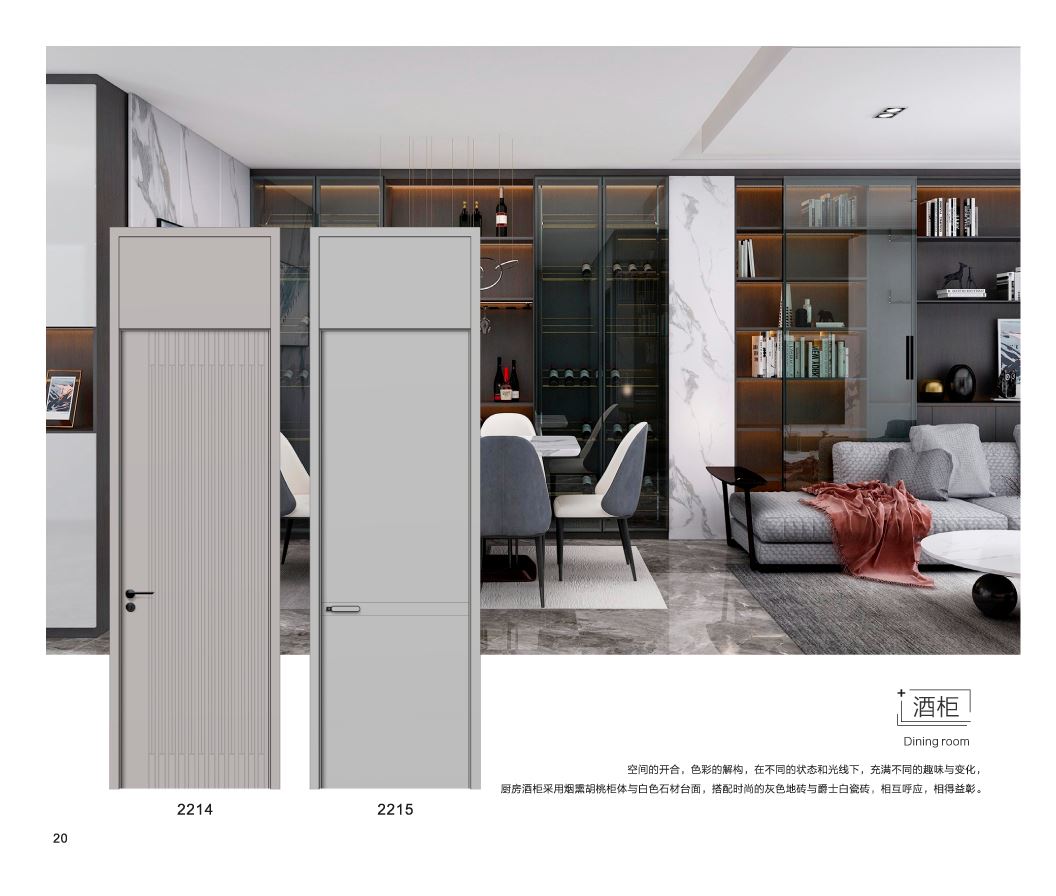 NEW YORK
酒柜
Dining room
空间的开合，色彩的解构，在不同的状态和光线下，充满不同的趣味与变化，
厨房酒柜采用烟熏胡桃柜体与白色石材台面，搭配时尚的灰色地砖与爵士白瓷砖，相互呼应，相得益彰。
2214
2215
20